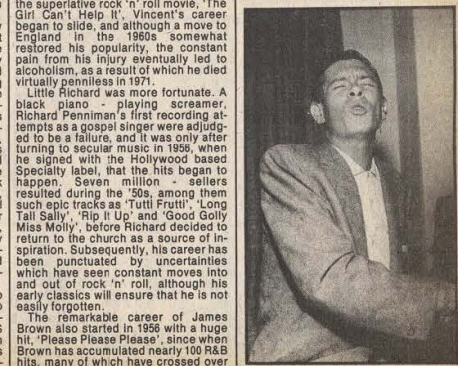 the superlative rock 'n' roll movie, 'The
Girl Can't Help It', Vincent's career
began to slide, and although a move to
England in the 1960s somewhat
restored his popularity, the constant
pain from his injury eventually led to
alcoholism, as a result of which he died
virtually penniless in 1971.
Little Richard was more fortunate. A
black piano - playing screamer,
Richard Penniman's first recording at-
tempts as a gospel singer were adjudg-
ed to be a failure, and it was only after
turning to secular music in 1956, when
he signed with the Hollywood based
Specialty label, that the hits began to
happen. Seven million - sellers
resulted during the '50s, among them
such epic tracks as 'Tutti Frutti', 'Long
Tall Sally', 'Rip It Up' and 'Good Golly
Miss Molly', before Richard decided to
return to the church as a source of in-
spiration. Subsequently, his career has
been punctuated by uncertainties
which have seen constant moves into
and out of rock 'n' roll, although his
early classics will ensure that he is not
easily forgotten.
The remarkable career of James
Brown also started in 1956 with a huge
hit, 'Please Please Please', since when
Brown has accumulated nearly 100 R&B
hits, many of which have crossed over